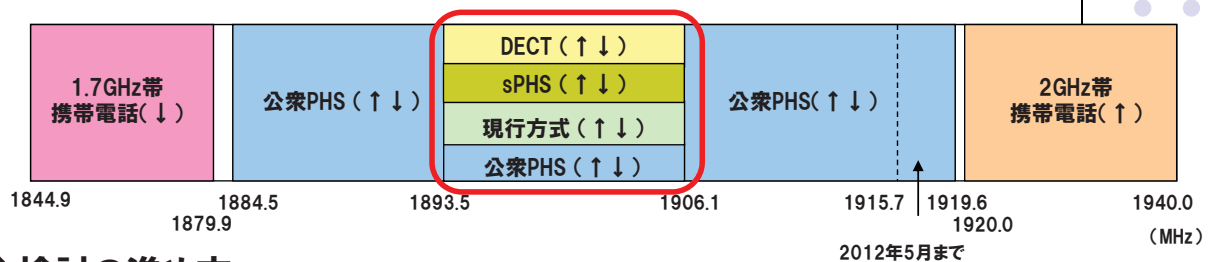 1.7GHz帯
携帯電話(↓)
公衆PHS(↑↓)
DECT(↑↓)
sPHS(↑↓)
現行方式(↑↓)
公衆PHS(↑↓)
公衆PHS(↑↓)
2GHz帯
携帯電話(↑)
1844.9
1879.9
1884.5
1893.5
1906.1
1915.7
1919.6
1920.0
1940.0
(MHz)
2012年5月まで